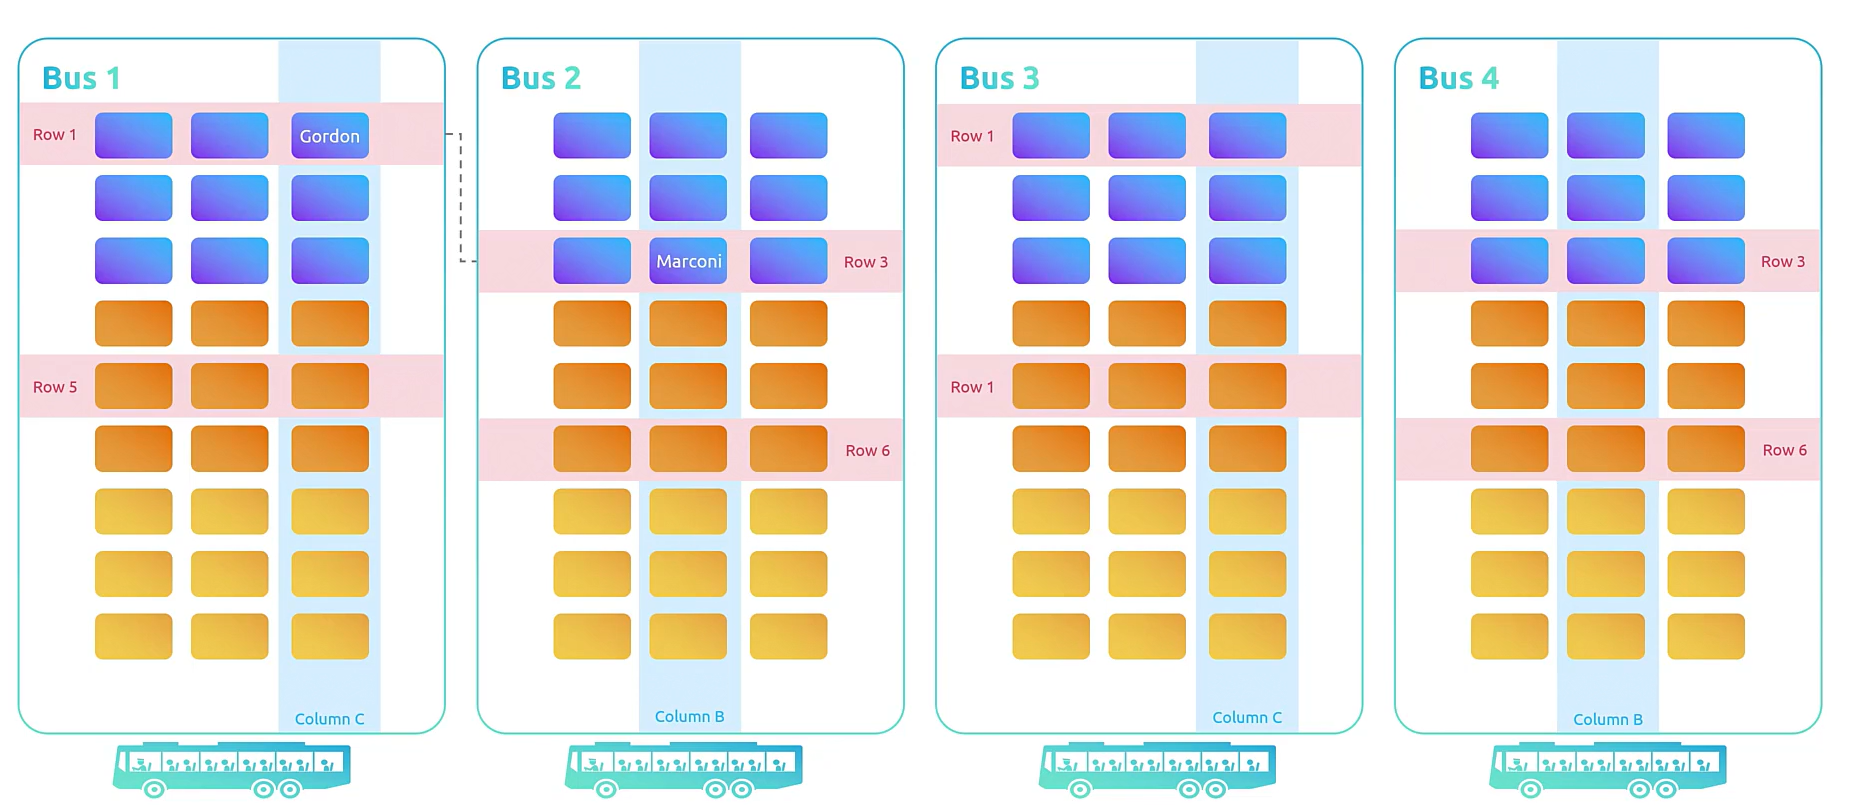 Bus 1
Row 1
Gordon
Row 5
Column C
Bus 2
Marconi
Row 3
Row 6
Column B
Bus 3
Row 1
Row 1
Column C
Bus 4
Row 3
Row 6
Column B